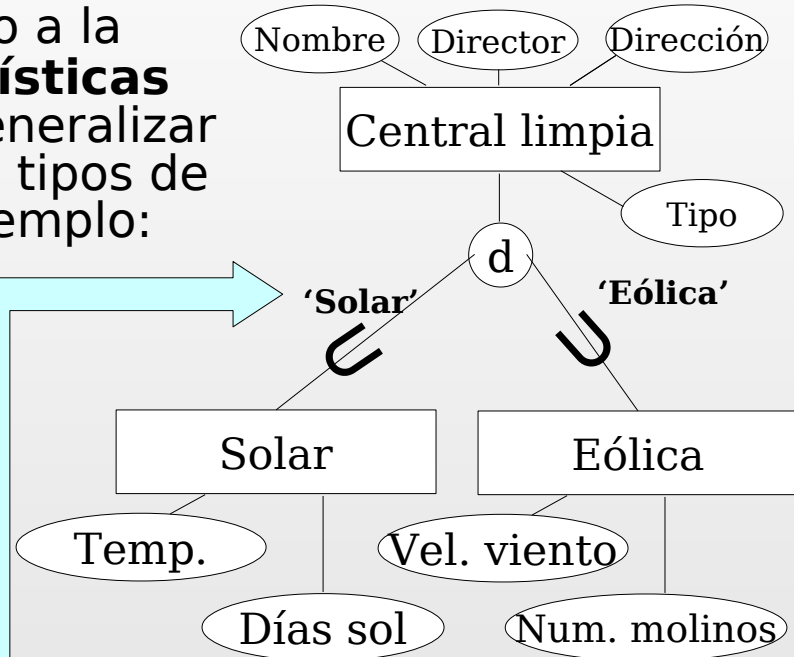 o a la
ísticas
eneralizar
tipos de
emplo:
Nombre
Director
Dirección
Central limpia
Tipo
d
‘Solar’
‘Eólica’
Solar
Eólica
Temp.
Vel. viento
Días sol
Num. molinos